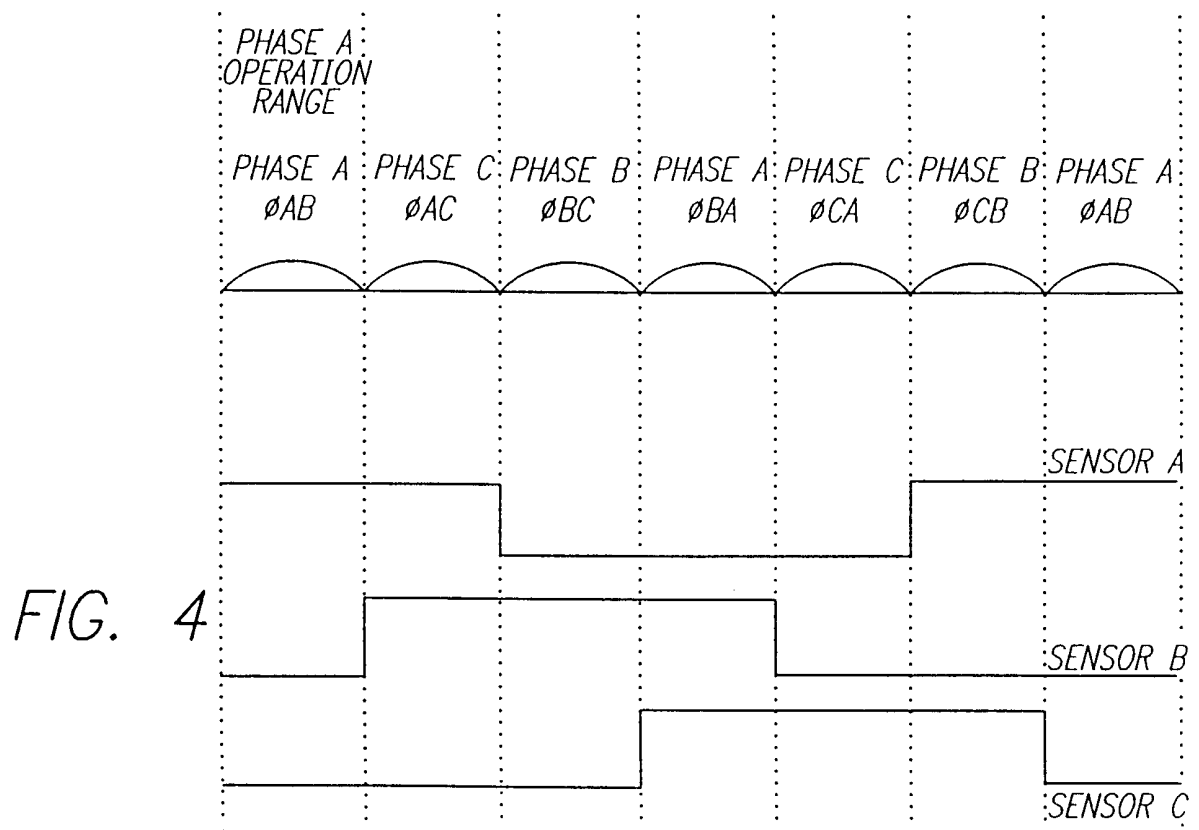 PHASE A
OPERATION
RANGE
PHASE A PHASE C PHASE B PHASE A PHASE C PHASE B PHASE A
øAB øAC øBC øBA øCA øCB øAB
SENSOR A
FIG. 4
SENSOR B
SENSOR C